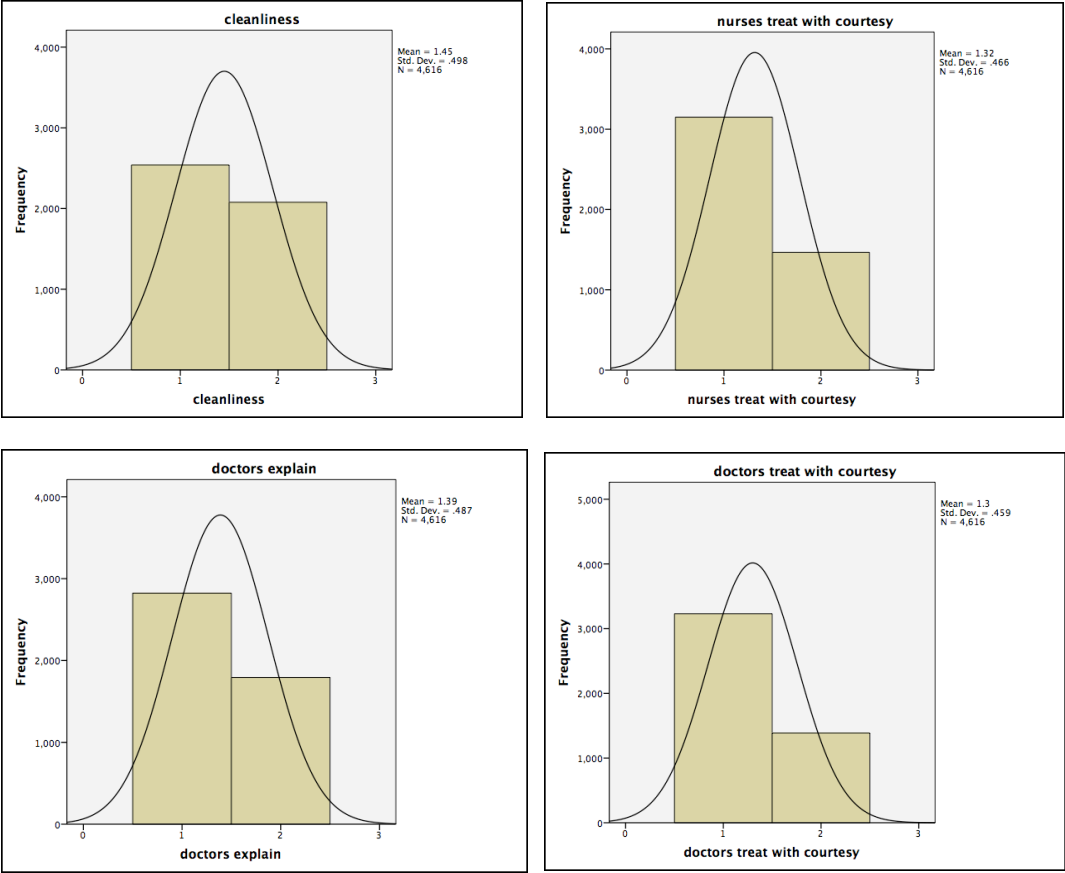 cleanliness
4,000
3,000
2,000
1,000
0
Frequency
0 1 2 3
cleanliness
Mean = 1.45
Std. Dev. = .498
N = 4,616
nurses treat with courtesy
4,000
3,000
2,000
1,000
0
Frequency
0 1 2 3
nurses treat with courtesy
Mean = 1.32
Std. Dev. = .466
N = 4,616
doctors explain
4,000
3,000
2,000
1,000
0
Frequency
0 1 2 3
doctors explain
Mean = 1.39
Std. Dev. = .487
N = 4,616
doctors treat with courtesy
5,000
4,000
3,000
2,000
1,000
0
Frequency
0 1 2 3
doctors treat with courtesy
Mean = 1.3
Std. Dev. = .459
N = 4,616